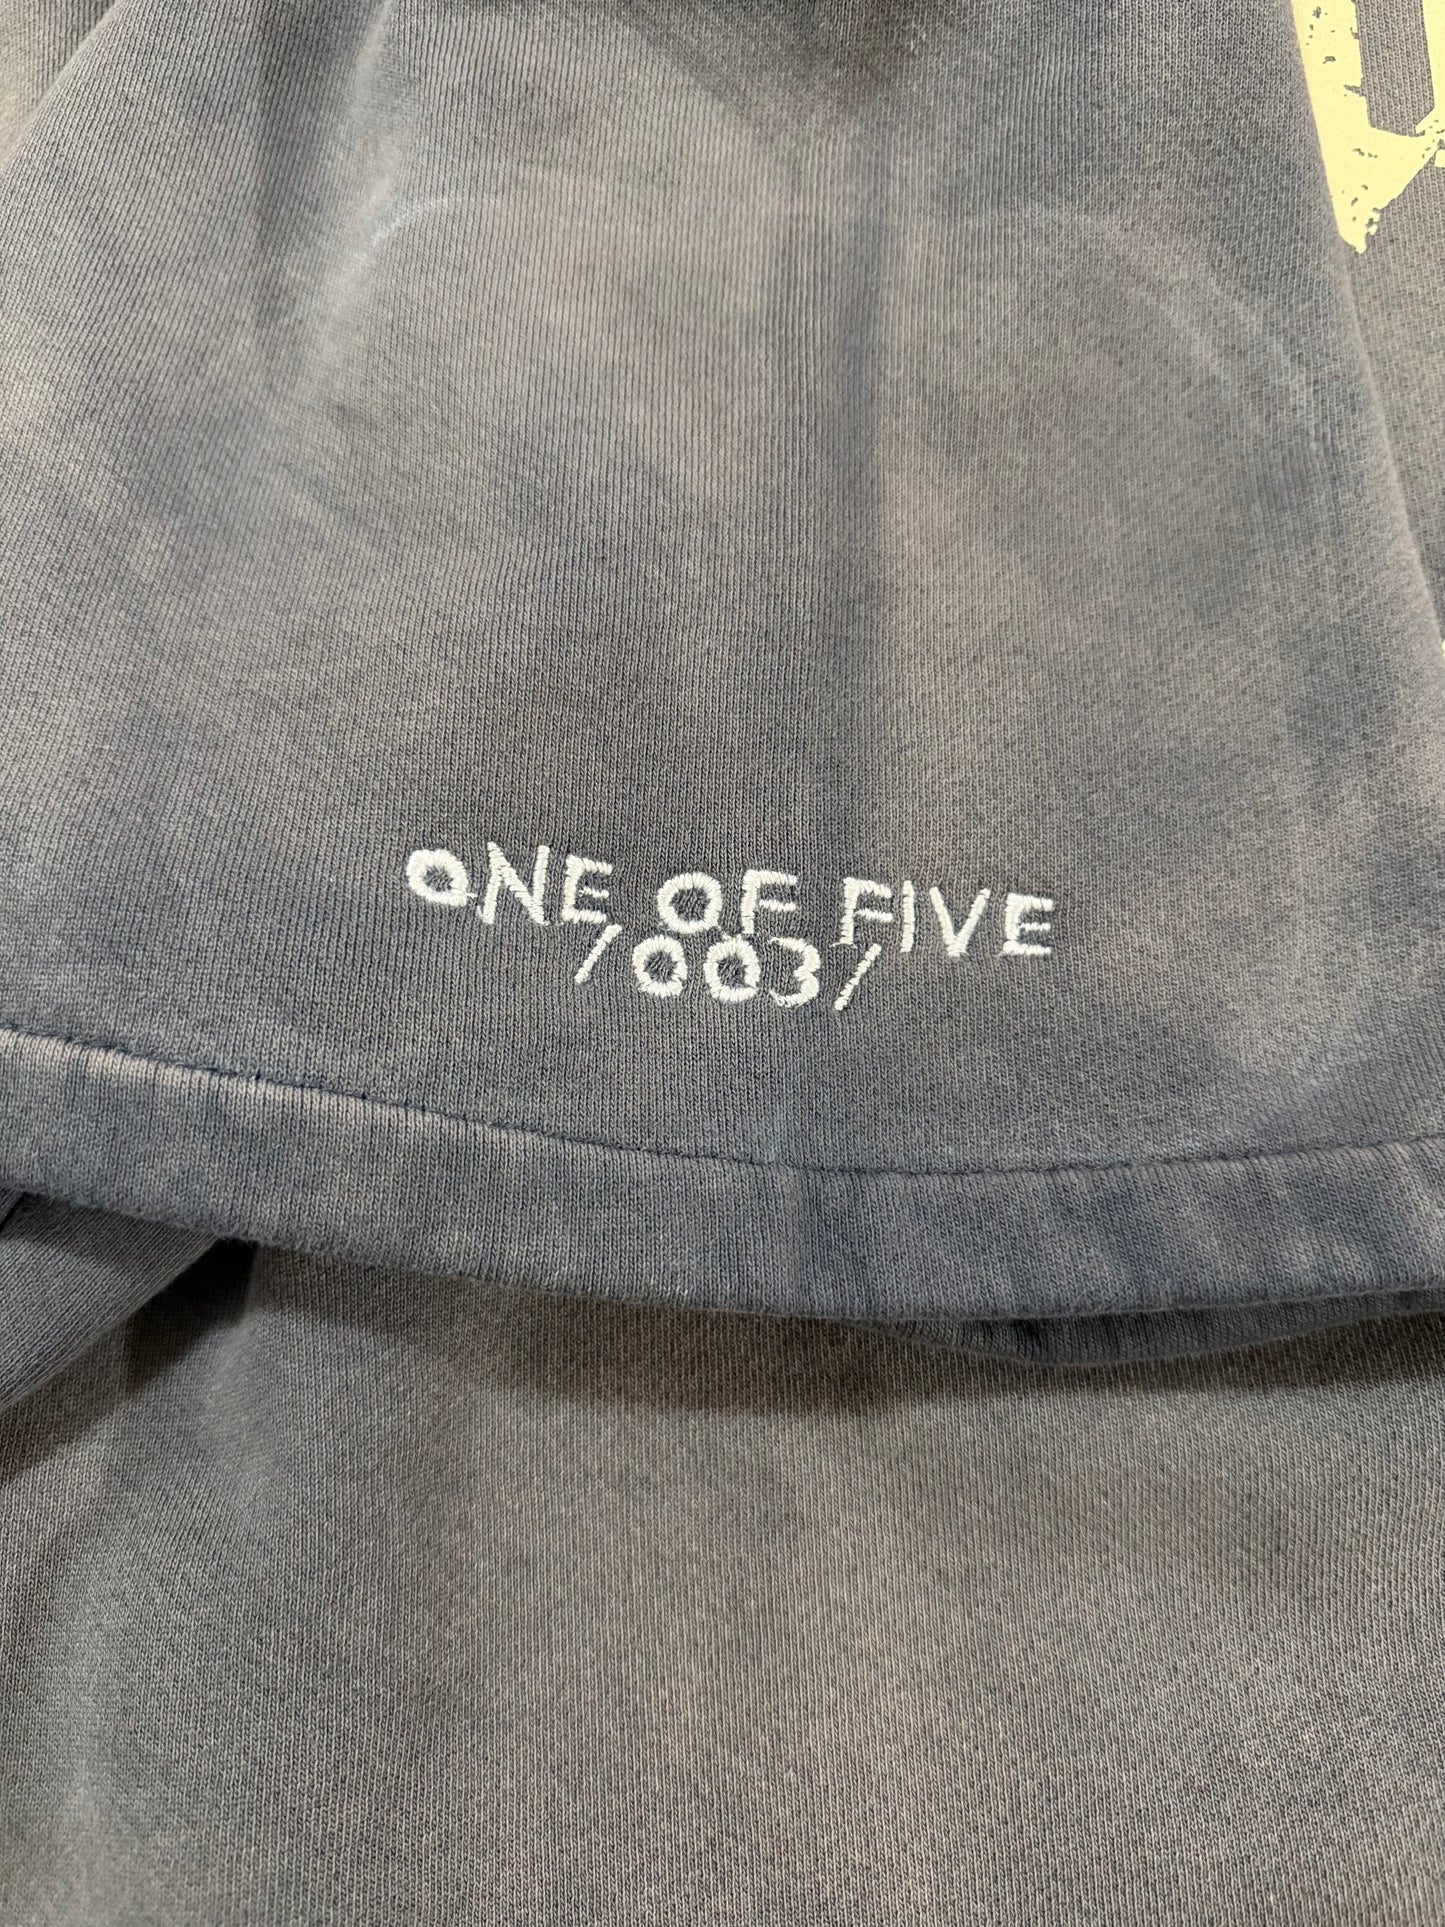 ONE OF FIVE
/003/